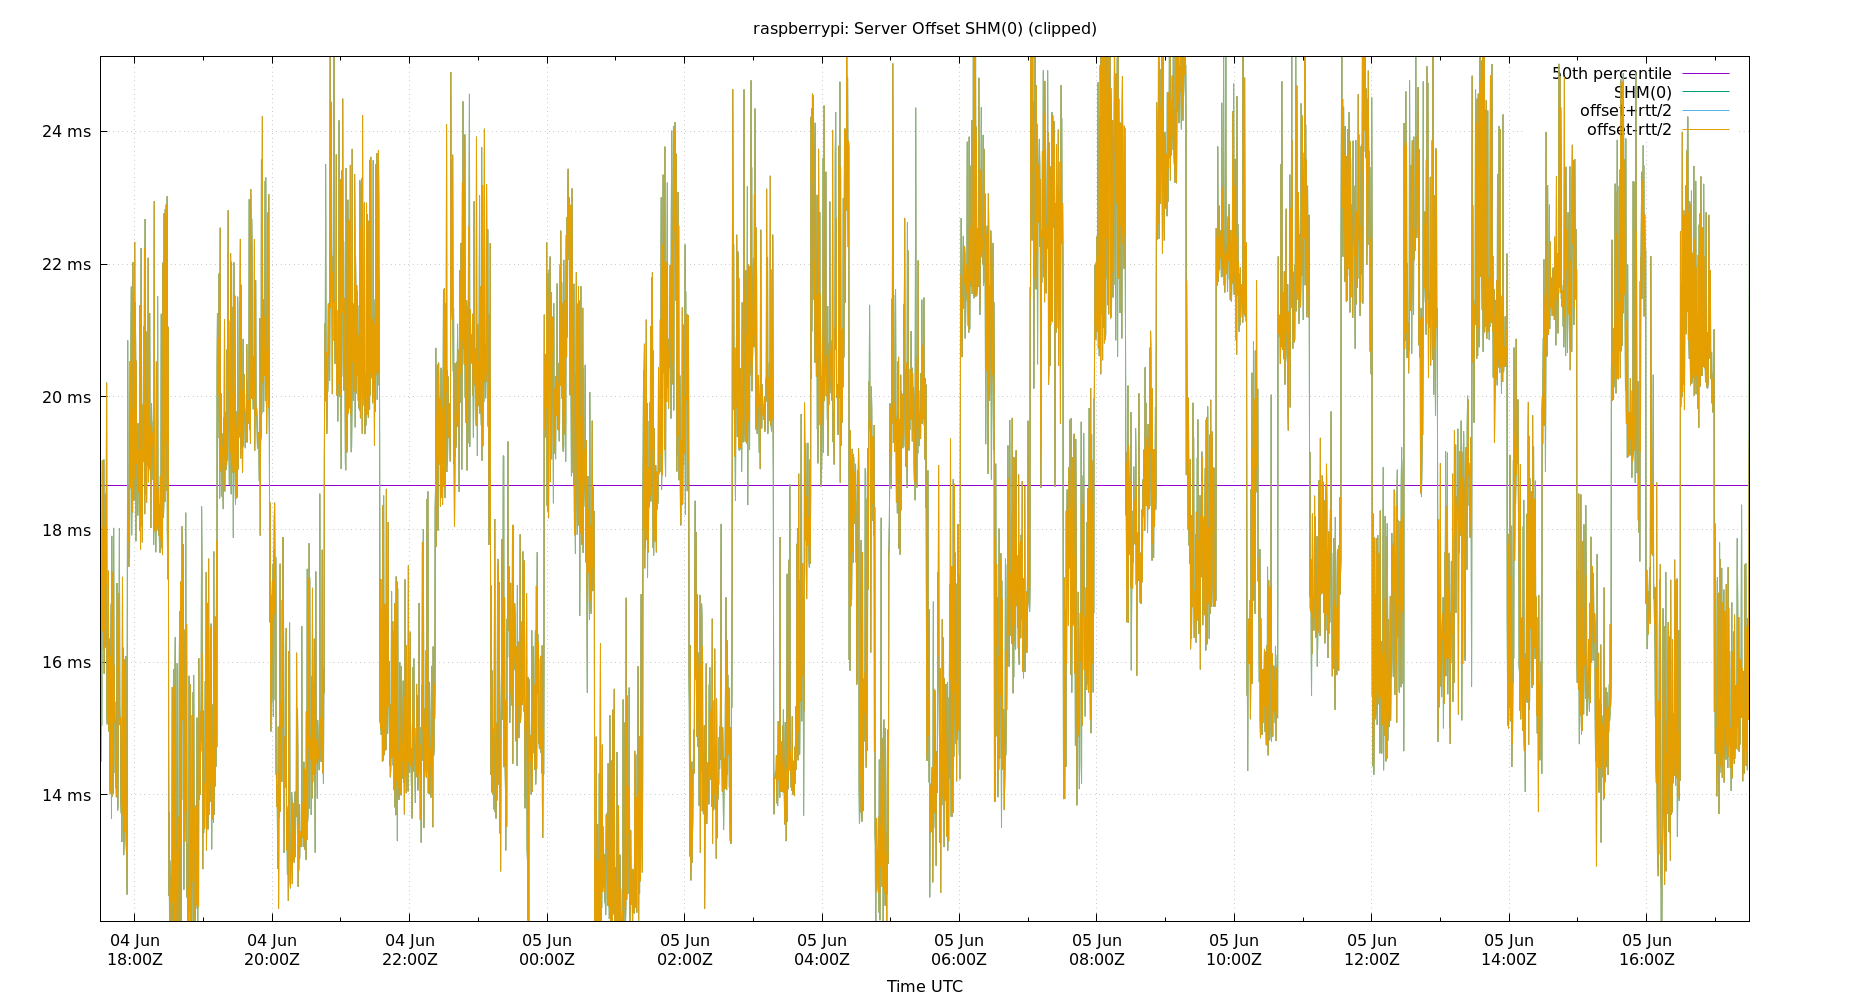 raspberrypi: Server Offset SHM(0) (clipped)
50th percentile
SHM(0)
offset+rtt/2
offset-rtt/2
24 ms
22 ms
20 ms
18 ms
16 ms
14 ms
04 Jun 04 Jun 04 Jun 05 Jun 05 Jun 05 Jun 05 Jun 05 Jun 05 Jun 05 Jun 05 Jun 05 Jun
18:00Z 20:00Z 22:00Z 00:00Z 02:00Z 04:00Z 06:00Z 08:00Z 10:00Z 12:00Z 14:00Z 16:00Z
Time UTC